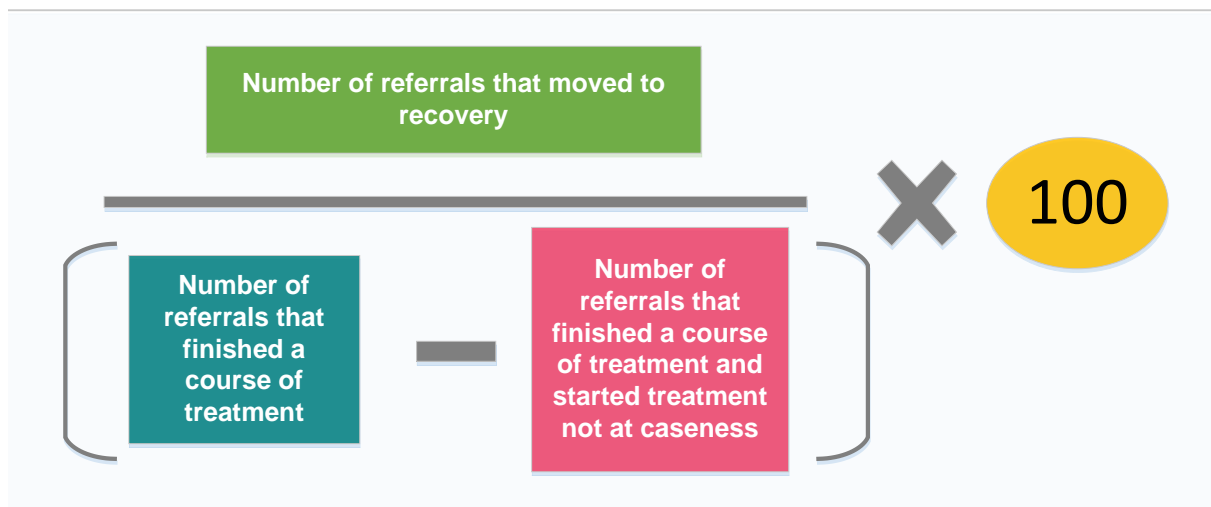 Number of referrals that moved to
recovery
100
Number of
referrals that
finished a
course of
treatment
Number of
referrals that
finished a course
of treatment and
started treatment
not at caseness